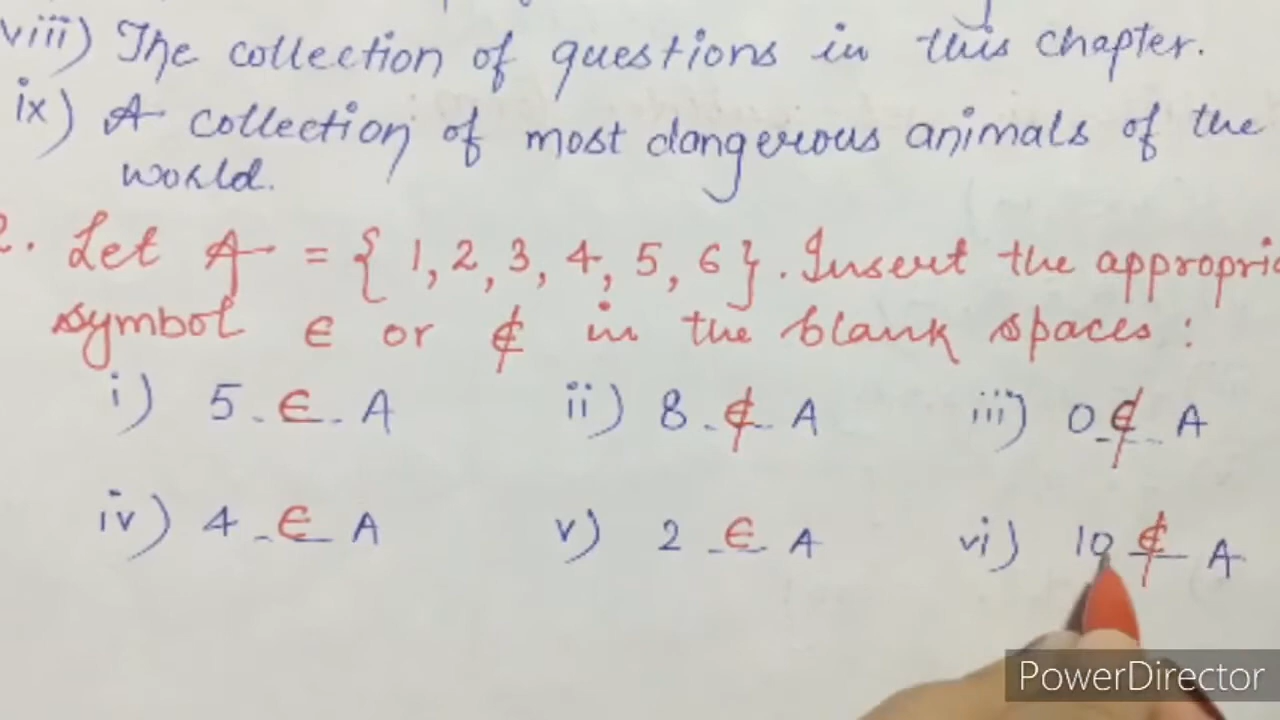 viii) The collection of questions in this chapter.
ix) A collection of most dangerous animals of the
world.
2. Let A = { 1, 2, 3, 4, 5, 6 }. Insert the appropri
symbol ∈ or ∉ in the blank spaces :
i) 5 ∈ A ii) 8 ∉ A iii) 0 ∉ A
iv) 4 ∈ A v) 2 ∈ A vi) 10 ∉ A
PowerDirector